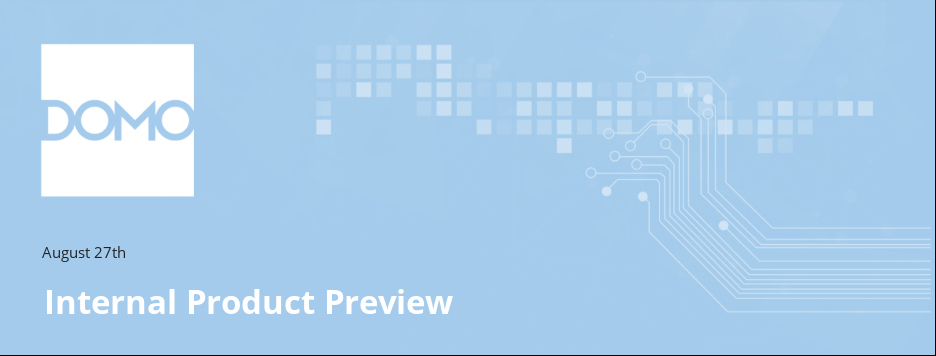 DOMO
August 27th
Internal Product Preview